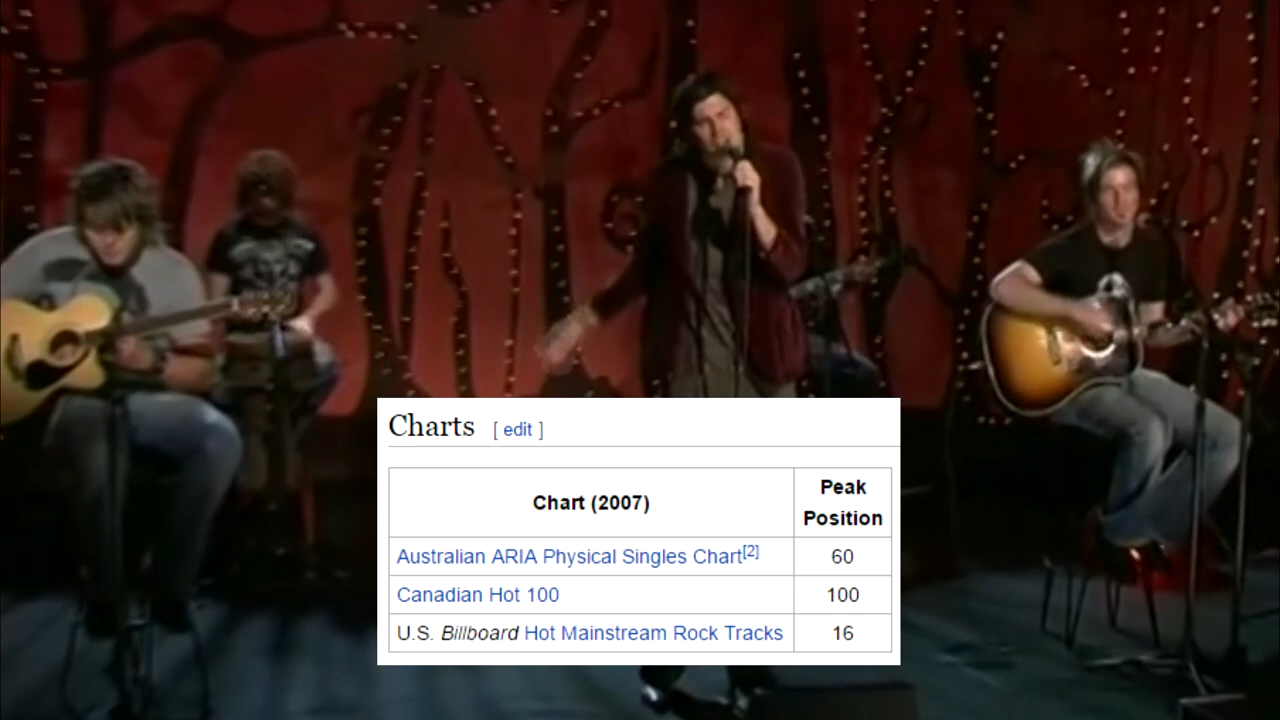 Charts [ edit ]
Chart (2007)
Peak
Position
Australian ARIA Physical Singles Chart[2]
60
Canadian Hot 100
100
U.S. Billboard Hot Mainstream Rock Tracks
16